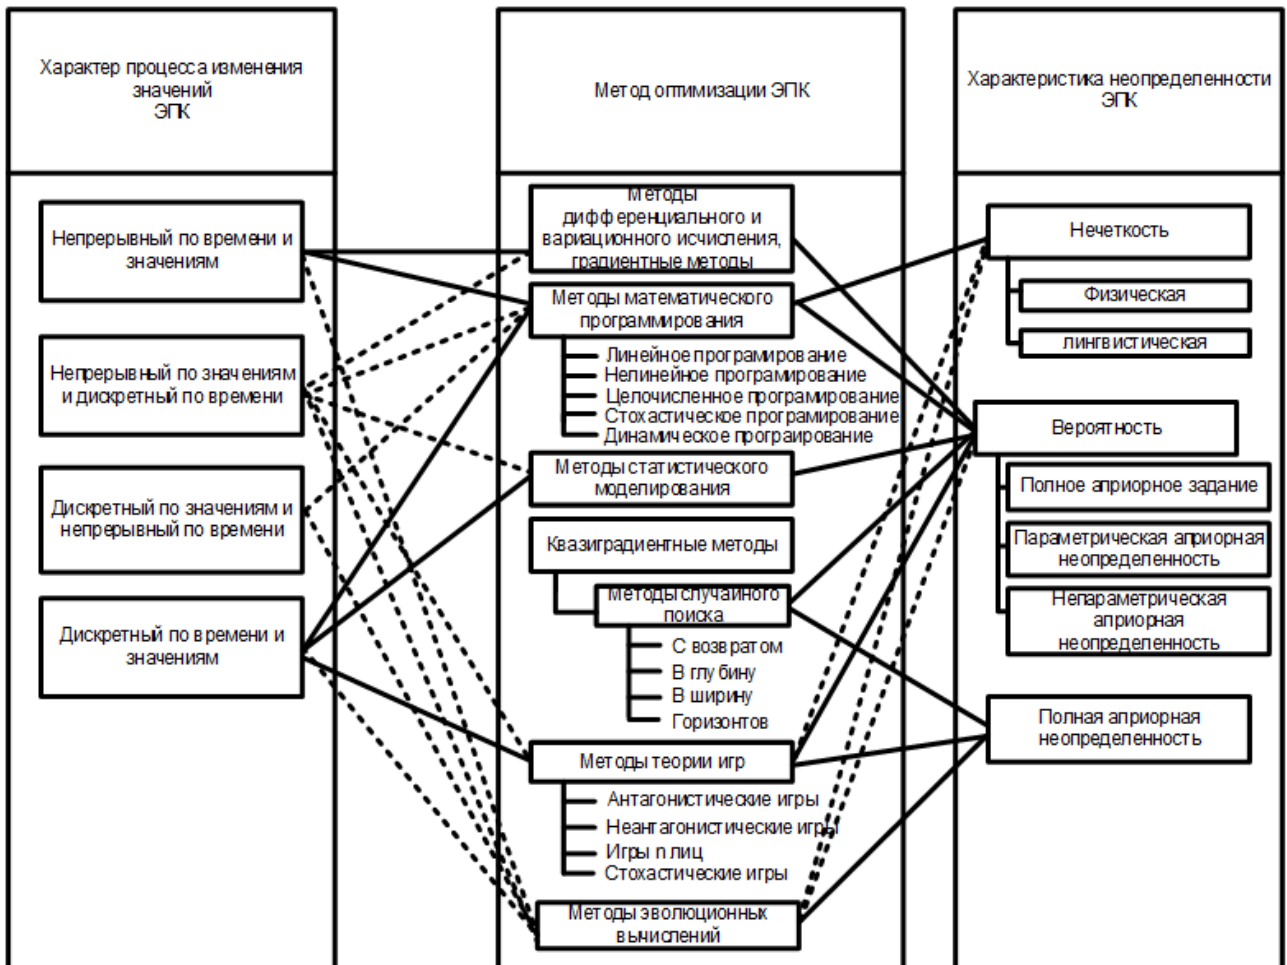 Характер процесса изменения
значений
ЭПК
Непрерывный по времени и
значениям
Непрерывный по значениям
и дискретный по времени
Дискретный по значениям и
непрерывный по времени
Дискретный по времени и
значениям
Метод оптимизации ЭПК
Методы
дифференциального и
вариационного исчисления,
градиентные методы
Методы математического
программирования
Линейное програмирование
Нелинейное програмирование
Целочисленное програмирование
Стохастическое програмирование
Динамическое програирование
Методы статистического
моделирования
Квазиградиентные методы
Методы случайного
поиска
С возвратом
В глубину
В ширину
Горизонтов
Методы теории игр
Антагонистические игры
Неантагонистические игры
Игры n лиц
Стохастические игры
Методы эволюционных
вычислений
Характеристика неопределенности
ЭПК
Нечеткость
Физическая
лингвистическая
Вероятность
Полное априорное задание
Параметрическая априорная
неопределенность
Непараметрическая
априорная
неопределенность
Полная априорная
неопределенность